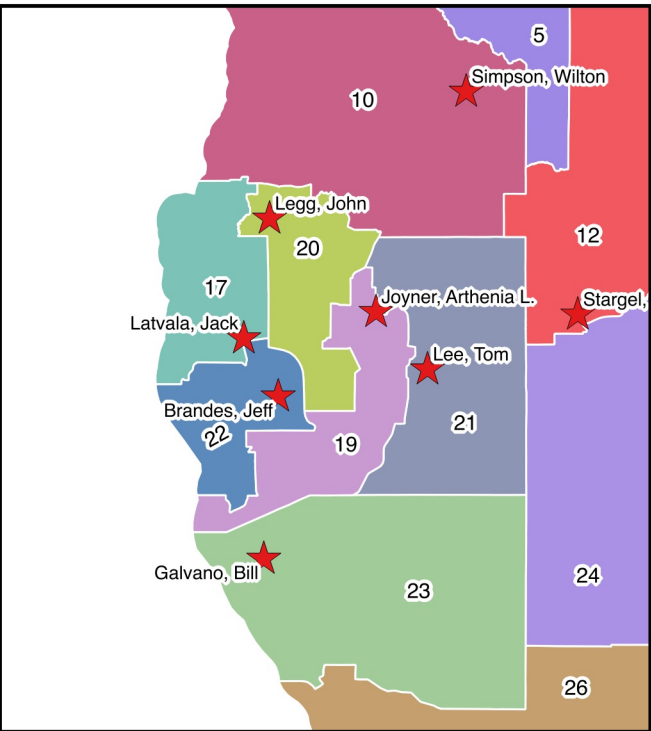 5
Simpson, Wilton
10
Legg, John
12
20
17
Joyner, Arthenia L.
Stargel,
Latvala, Jack
Lee, Tom
Brandes, Jeff
22
21
19
Galvano, Bill
23
24
26